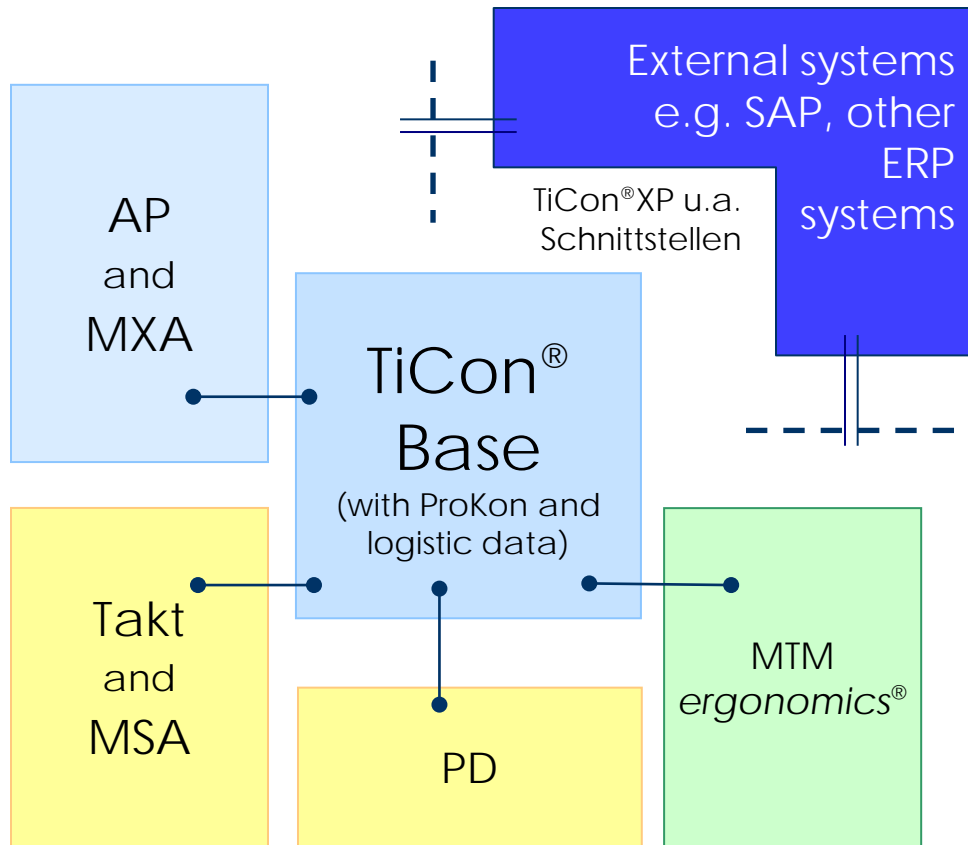 External systems
e.g. SAP, other
ERP
systems
TiCon®XP u.a.
Schnittstellen
AP
and
MXA
TiCon®
Base
(with ProKon and
logistic data)
Takt
and
MSA
PD
MTM
ergonomics®